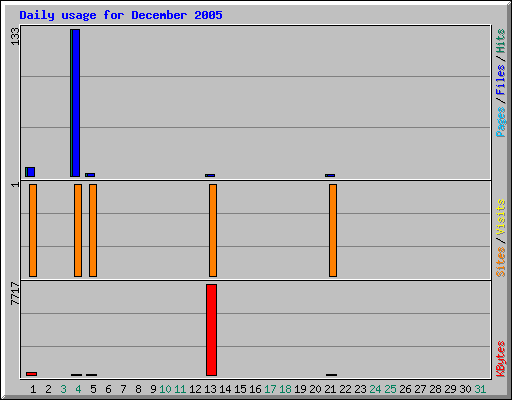 Daily usage for December 2005
133
Pages / Files / Hits
1
Sites / Visits
7717
KBytes
1 2 3 4 5 6 7 8 9 10 11 12 13 14 15 16 17 18 19 20 21 22 23 24 25 26 27 28 29 30 31